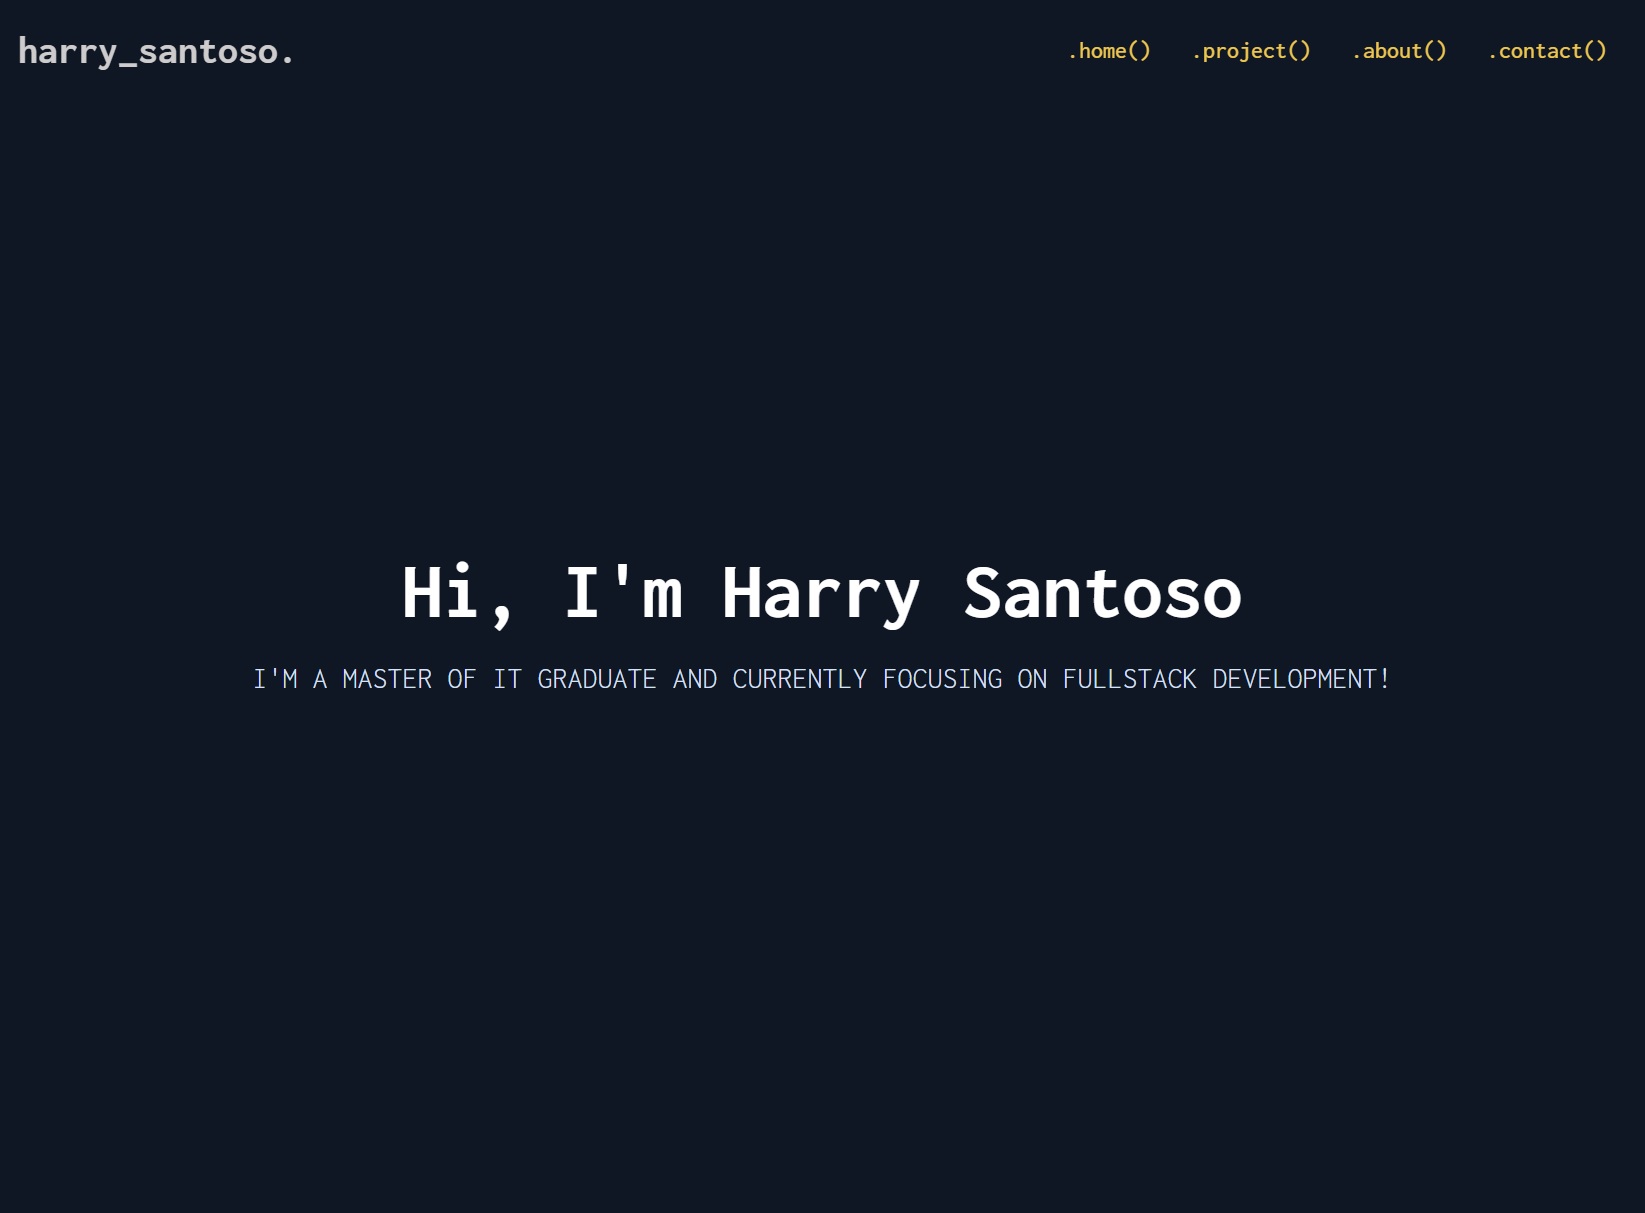 harry_santoso.
.home() .project() .about() .contact()
Hi, I'm Harry Santoso
I'M A MASTER OF IT GRADUATE AND CURRENTLY FOCUSING ON FULLSTACK DEVELOPMENT!